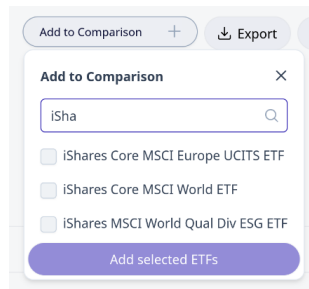 Add to Comparison
Export
Add to Comparison
iSha
iShares Core MSCI Europe UCITS ETF
iShares Core MSCI World ETF
iShares MSCI World Qual Div ESG ETF
Add selected ETFs